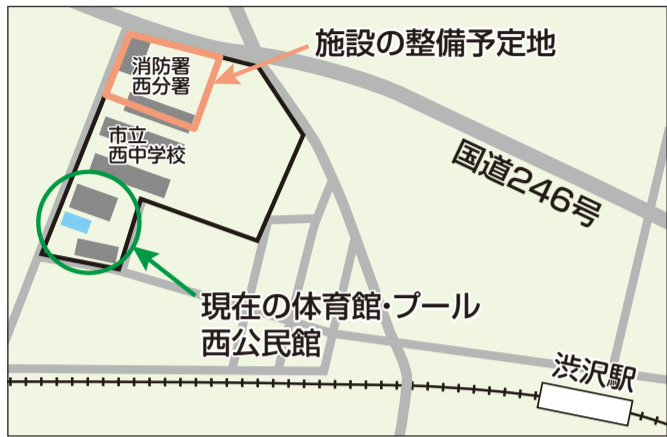 施設の整備予定地
消防署
西分署
市立
西中学校
国道246号
現在の体育館・プール
西公民館
渋沢駅